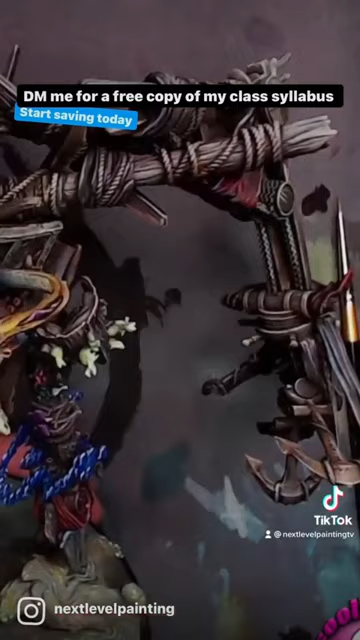 DM me for a free copy of my class syllabus
Start saving today
TikTok
@nextlevelpaintingtv
nextlevelpainting